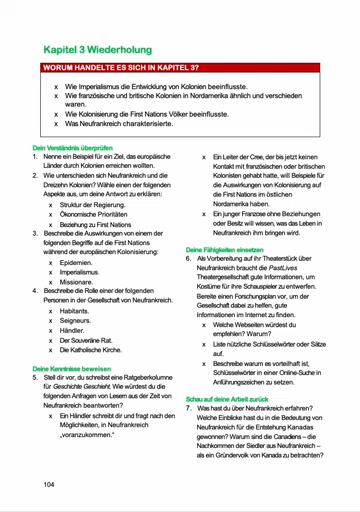 Kapitel 3 Wiederholung
WORUM HANDELTE ES SICH IN KAPITEL 3?
x Wie Imperialismus die Entwicklung von Kolonien beeinflusste.
x Wie französische und britische Kolonien in Nordamerika ähnlich und verschieden
waren.
x Wie Kolonisierung die First Nations Völker beeinflusste.
x Was Neufrankreich charakterisierte.
Dein Verständnis überprüfen
1. Nenne ein Beispiel für ein Ziel, das europäische
Länder durch Kolonien erreichen wollten.
2. Wie unterschieden sich Neufrankreich und die
Dreizehn Kolonien? Wähle einen der folgenden
Aspekte aus, um deine Antwort zu erklären:
x Struktur der Regierung.
x Ökonomische Prioritäten
x Beziehung zu First Nations
3. Beschreibe die Auswirkungen von einem der
folgenden Begriffe auf die First Nations
während der europäischen Kolonisierung:
x Epidemien.
x Imperialismus.
x Missionare.
4. Beschreibe die Rolle einer der folgenden
Personen in der Gesellschaft von Neufrankreich.
x Habitants.
x Seigneurs.
x Händler.
x Der Souveräne Rat.
x Die Katholische Kirche.
Deine Kenntnisse beweisen
5. Stell dir vor, du schreibst eine Ratgeberkolumne
für Geschichte Geschieht. Wie würdest du die
folgenden Anfragen von Lesern aus der Zeit von
Neufrankreich beantworten?
x Ein Händler schreibt dir und fragt nach den
Möglichkeiten, in Neufrankreich
„voranzukommen."
x Ein Leiter der Cree, der bis jetzt keinen
Kontakt mit französischen oder britischen
Kolonisten gehabt hatte, will Beispiele für
die Auswirkungen von Kolonisierung auf
die First Nations im östlichen
Nordamerika haben.
x Ein junger Franzose ohne Beziehungen
oder Besitz will wissen, was das Leben in
Neufrankreich ihm bringen wird.
Deine Fähigkeiten einsetzen
6. Als Vorbereitung auf ihr Theaterstück über
Neufrankreich braucht die PastLives
Theatergesellschaft gute Informationen, um
Kostüme für ihre Schauspieler zu entwerfen.
Bereite einen Forschungsplan vor, um der
Gesellschaft dabei zu helfen, gute
Informationen im Internet zu finden.
x Welche Webseiten würdest du
empfehlen? Warum?
x Liste nützliche Schlüsselwörter oder Sätze
auf.
x Beschreibe warum es vorteilhaft ist,
Schlüsselwörter in einer Online-Suche in
Anführungszeichen zu setzen.
Schau auf deine Arbeit zurück
7. Was hast du über Neufrankreich erfahren?
Welche Einblicke hast du in die Bedeutung von
Neufrankreich für die Entstehung Kanadas
gewonnen? Warum sind die Canadiens – die
Nachkommen der Siedler aus Neufrankreich –
als ein Gründervolk von Kanada zu betrachten?
104